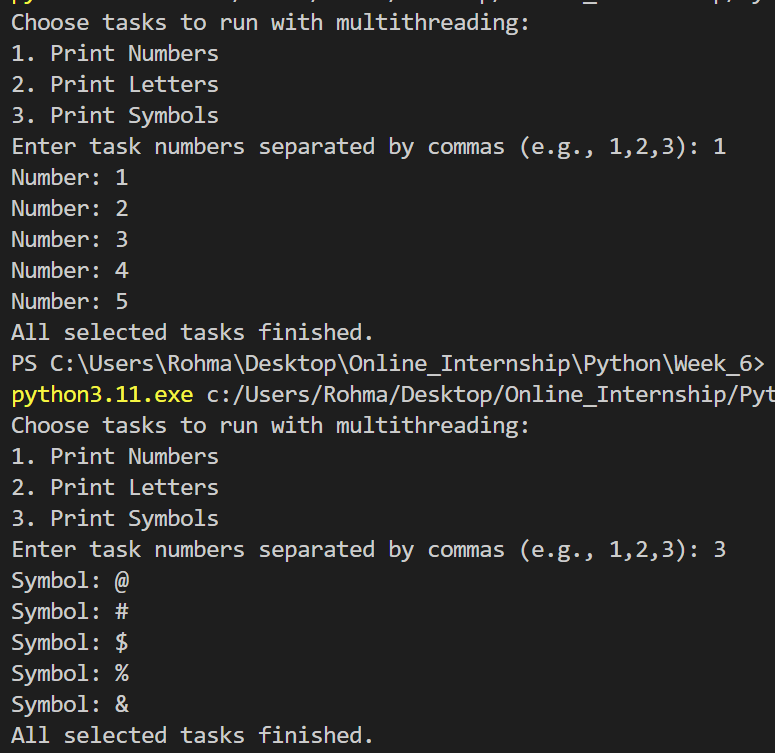 Choose tasks to run with multithreading:
1. Print Numbers
2. Print Letters
3. Print Symbols
Enter task numbers separated by commas (e.g., 1,2,3): 1
Number: 1
Number: 2
Number: 3
Number: 4
Number: 5
All selected tasks finished.
PS C:\Users\Rohma\Desktop\Online_Internship\Python\Week_6>
python3.11.exe c:/Users/Rohma/Desktop/Online_Internship/Pyt
Choose tasks to run with multithreading:
1. Print Numbers
2. Print Letters
3. Print Symbols
Enter task numbers separated by commas (e.g., 1,2,3): 3
Symbol: @
Symbol: #
Symbol: $
Symbol: %
Symbol: &
All selected tasks finished.